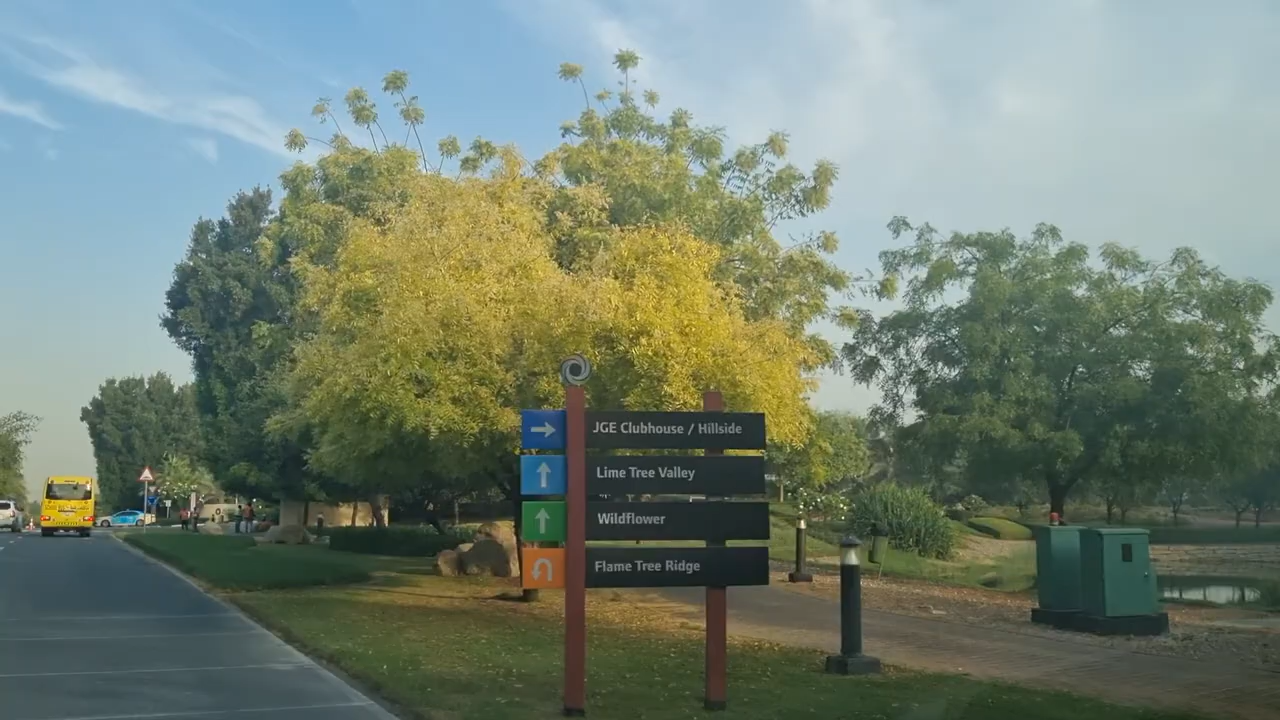 JGE Clubhouse / Hillside
Lime Tree Valley
Wildflower
Flame Tree Ridge